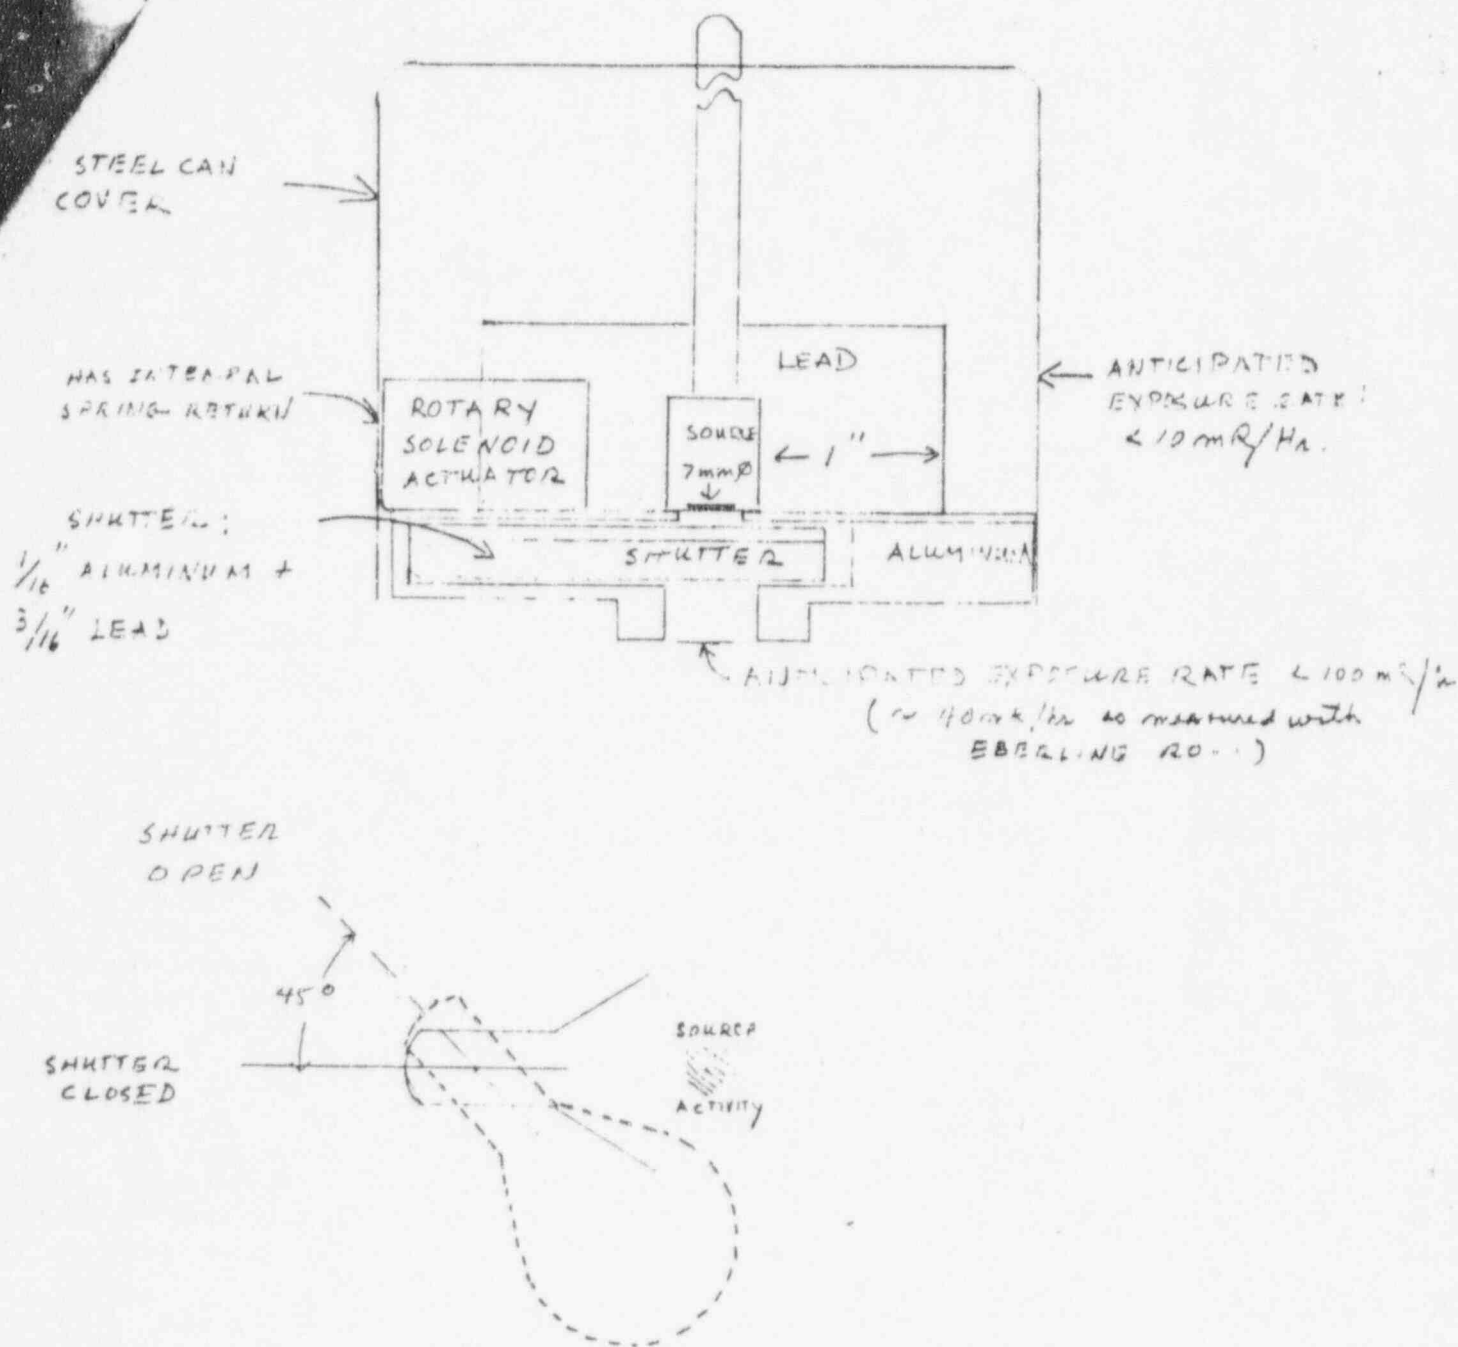 STEEL CAN
COVER
HAS INTERNAL
SPRING RETURN
ROTARY
SOLENOID
ACTUATOR
LEAD
SOURCE
7mmØ
1"
ANTICIPATED
EXPOSURE RATE:
< 10 mR/Hr.
SHUTTER:
1/16" ALUMINUM +
3/16" LEAD
SHUTTER
ALUMINUM
ANTICIPATED EXPOSURE RATE < 100 mR/hr
(~ 40mR/hr as measured with
EBERLING RO
SHUTTER
OPEN
45°
SHUTTER
CLOSED
SOURCE
ACTIVITY